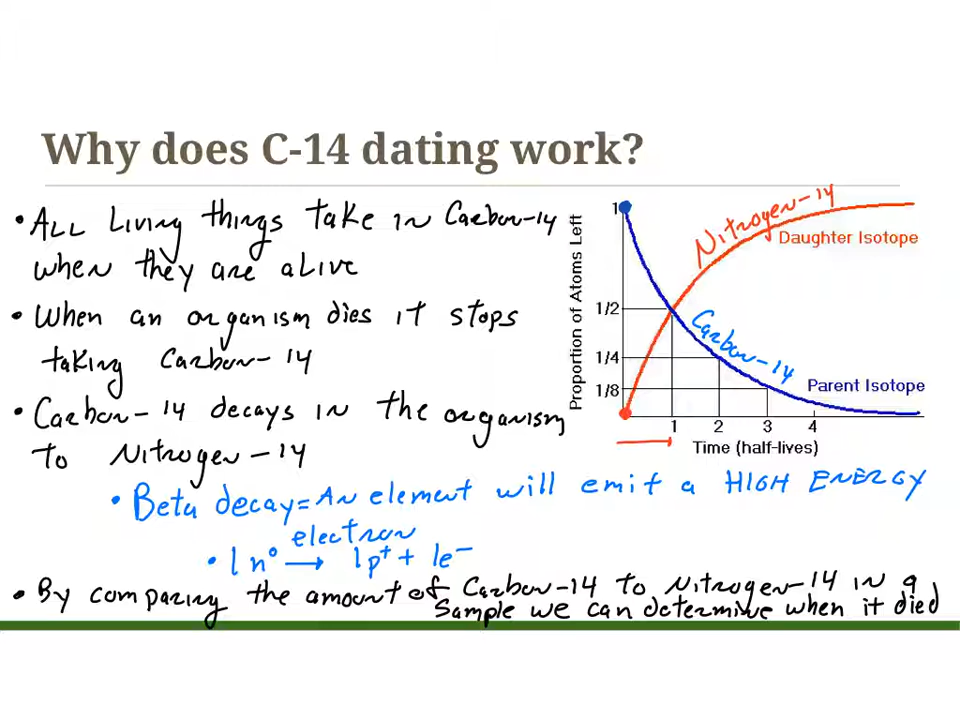 Why does C-14 dating work?
• ALL Living things take in Carbon-14
when they are alive
• When an organism dies it stops
taking Carbon-14
• Carbon-14 decays in the organism
to Nitrogen-14
• Beta decay = An element will emit a HIGH ENERGY
electron
• 1n⁰ → 1p⁺ + 1e⁻
• By comparing the amount of Carbon-14 to Nitrogen-14 in a
Sample we can determine when it died
Proportion of Atoms Left
1
1/2
1/4
1/8
Nitrogen-14
Daughter Isotope
Carbon-14
Parent Isotope
1 2 3 4
Time (half-lives)